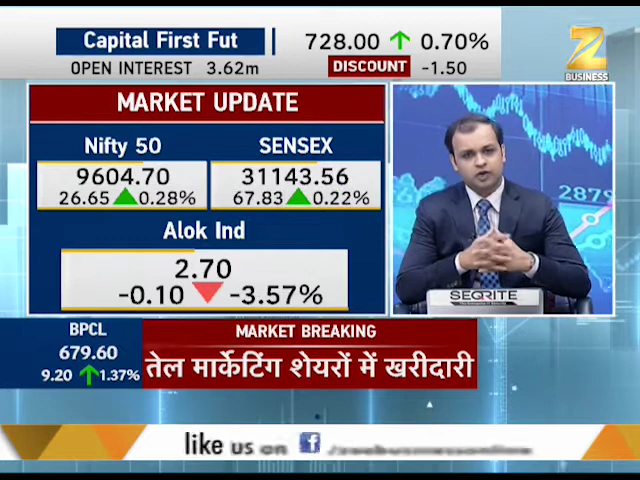 Capital First Fut
728.00 0.70%
OPEN INTEREST 3.62m
DISCOUNT -1.50
Z
BUSINESS
MARKET UPDATE
Nifty 50
9604.70
26.65 0.28%
SENSEX
31143.56
67.83 0.22%
Alok Ind
2.70
-0.10 -3.57%
2879
SEQRITE
BPCL
679.60
9.20 1.37%
MARKET BREAKING
तेल मार्केटिंग शेयरों में खरीदारी
like us on f